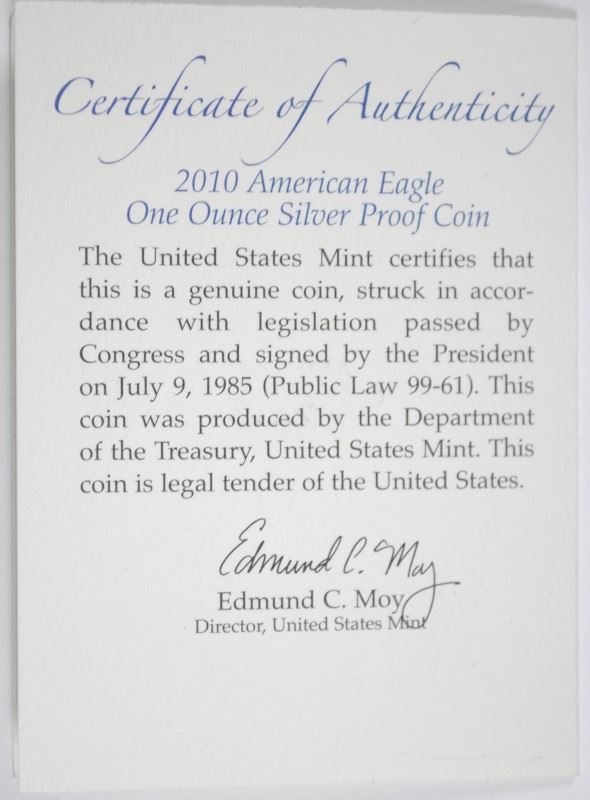 Certificate of Authenticity
2010 American Eagle
One Ounce Silver Proof Coin
The United States Mint certifies that
this is a genuine coin, struck in accor-
dance with legislation passed by
Congress and signed by the President
on July 9, 1985 (Public Law 99-61). This
coin was produced by the Department
of the Treasury, United States Mint. This
coin is legal tender of the United States.
Edmund C. Moy
Edmund C. Moy
Director, United States Mint